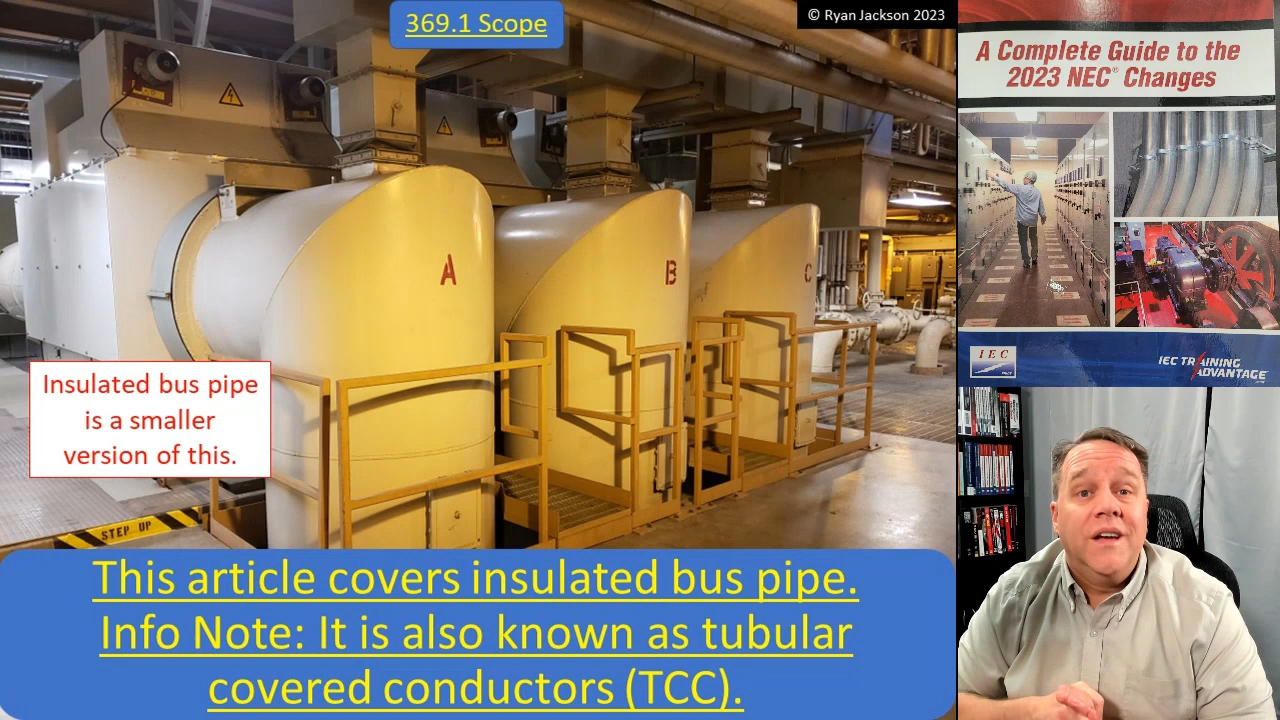 369.1 Scope
© Ryan Jackson 2023
A Complete Guide to the
2023 NEC® Changes
A
B
C
Insulated bus pipe
is a smaller
version of this.
STEP UP
IEC
IEC TRAINING
ADVANTAGE
This article covers insulated bus pipe.
Info Note: It is also known as tubular
covered conductors (TCC).